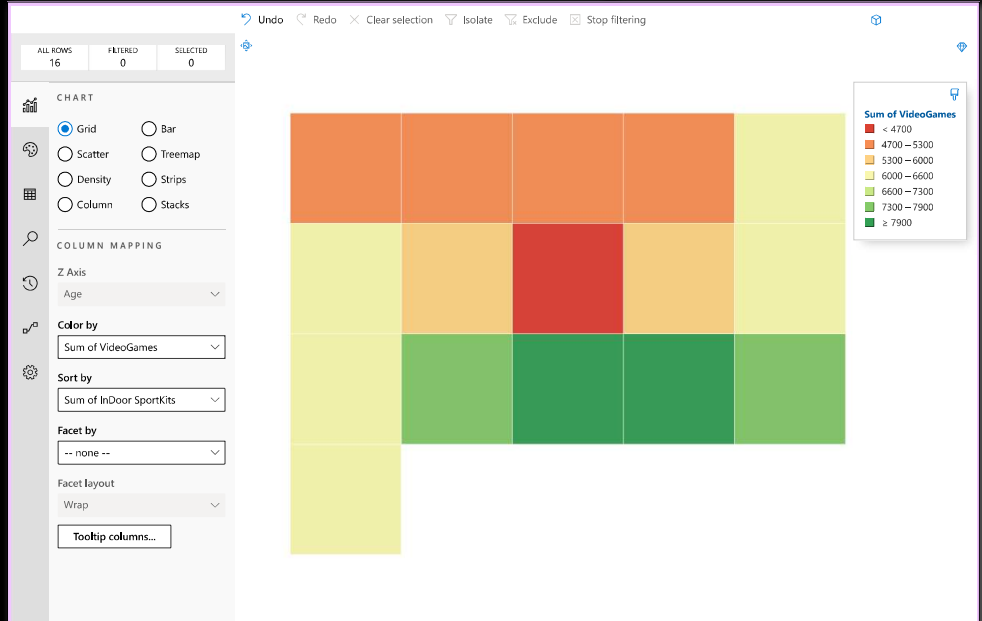 Undo Redo Clear selection Isolate Exclude Stop filtering
ALL ROWS FILTERED SELECTED
16 0 0
CHART
Grid Bar
Scatter Treemap
Density Strips
Column Stacks
COLUMN MAPPING
Z Axis
Age
Color by
Sum of VideoGames
Sort by
Sum of InDoor SportKits
Facet by
-- none --
Facet layout
Wrap
Tooltip columns...
Sum of VideoGames
< 4700
4700 – 5300
5300 – 6000
6000 – 6600
6600 – 7300
7300 – 7900
≥ 7900